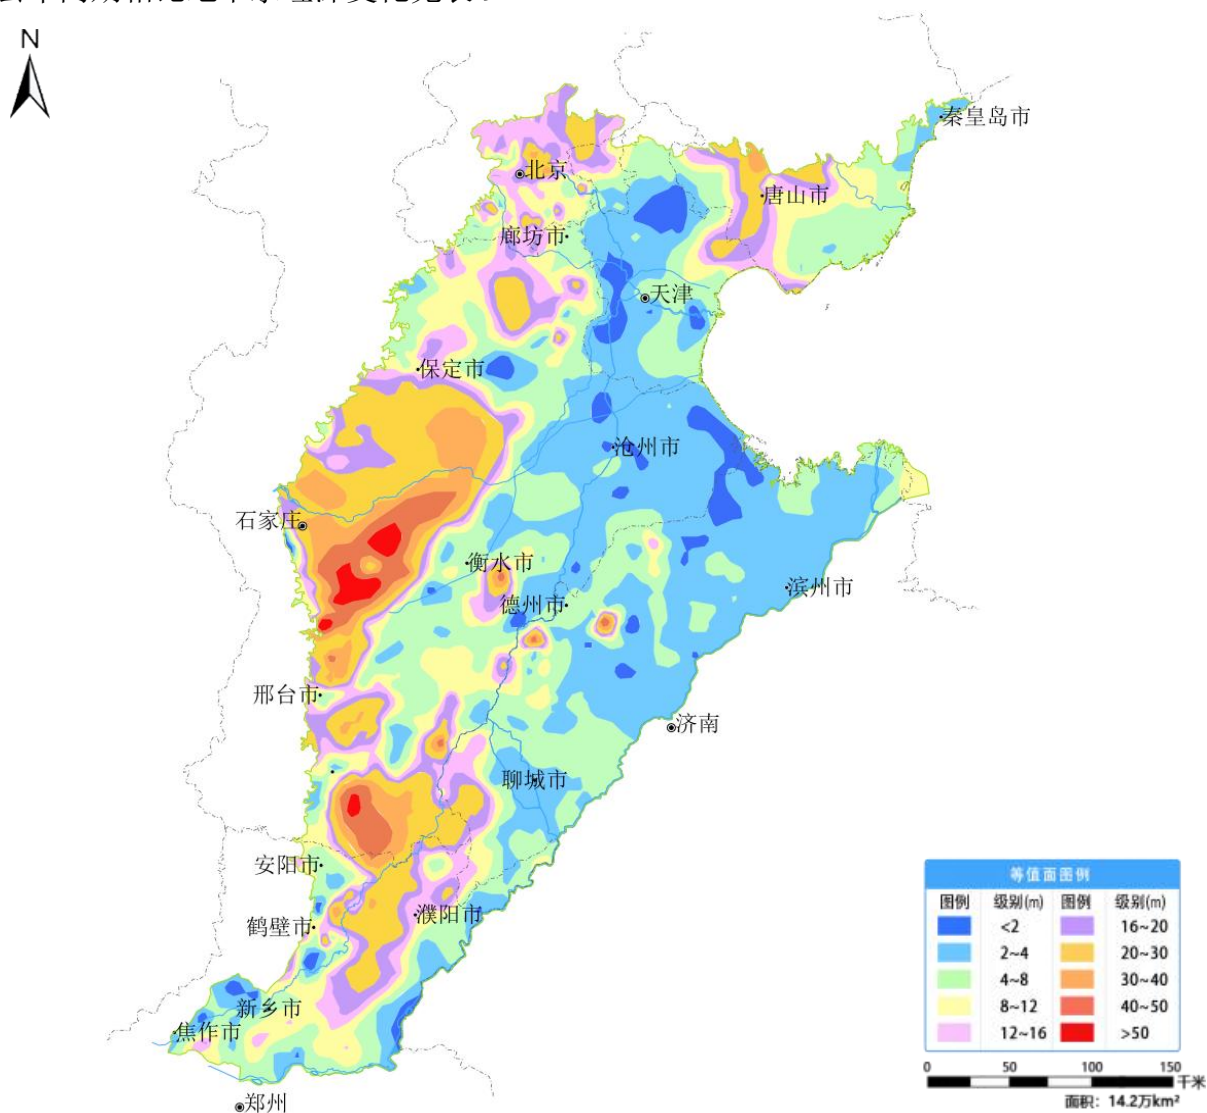 N
秦皇岛市
北京
唐山市
廊坊市
天津
保定市
沧州市
石家庄
衡水市
德州市
滨州市
邢台市
济南
聊城市
安阳市
濮阳市
鹤壁市
新乡市
焦作市
郑州
等值面图例
图例 级别(m) 图例 级别(m)
<2 16~20
2~4 20~30
4~8 30~40
8~12 40~50
12~16 >50
0 50 100 150
千米
面积: 14.2万km²